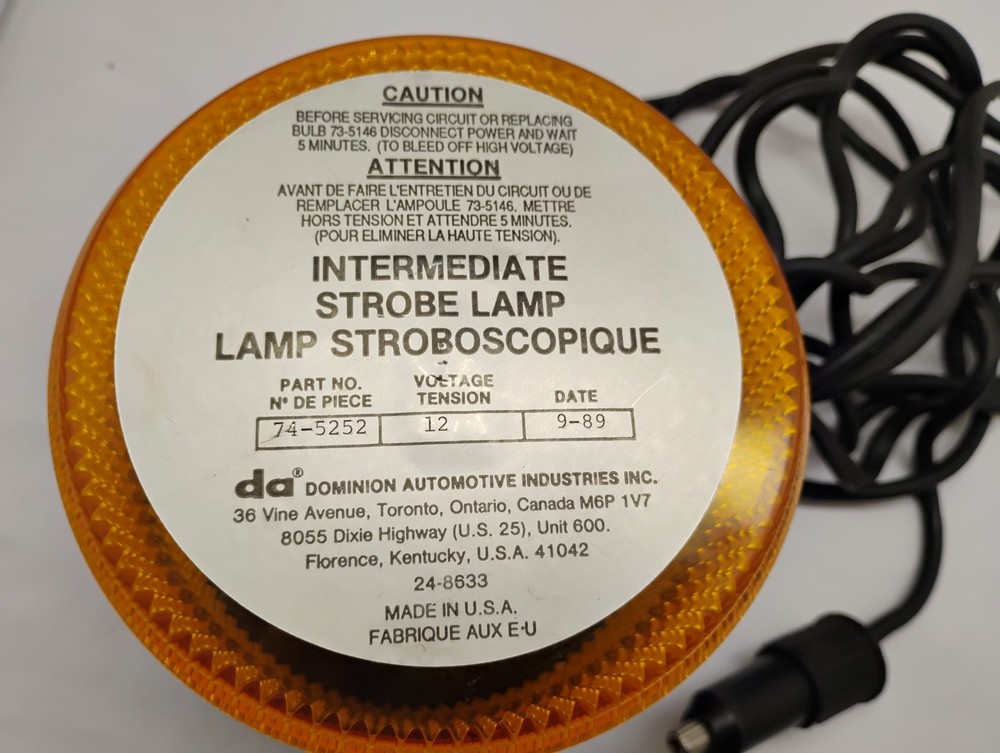 CAUTION
BEFORE SERVICING CIRCUIT OR REPLACING
BULB 73-5146 DISCONNECT POWER AND WAIT
5 MINUTES. (TO BLEED OFF HIGH VOLTAGE)
ATTENTION
AVANT DE FAIRE L'ENTRETIEN DU CIRCUIT OU DE
REMPLACER L'AMPOULE 73-5146. METTRE
HORS TENSION ET ATTENDRE 5 MINUTES.
(POUR ELIMINER LA HAUTE TENSION).
INTERMEDIATE
STROBE LAMP
LAMP STROBOSCOPIQUE
PART NO. VOLTAGE
N° DE PIECE TENSION DATE
74-5252 12 9-89
da® DOMINION AUTOMOTIVE INDUSTRIES INC.
36 Vine Avenue, Toronto, Ontario, Canada M6P 1V7
8055 Dixie Highway (U.S. 25), Unit 600.
Florence, Kentucky, U.S.A. 41042
24-8633
MADE IN U.S.A.
FABRIQUE AUX E·U